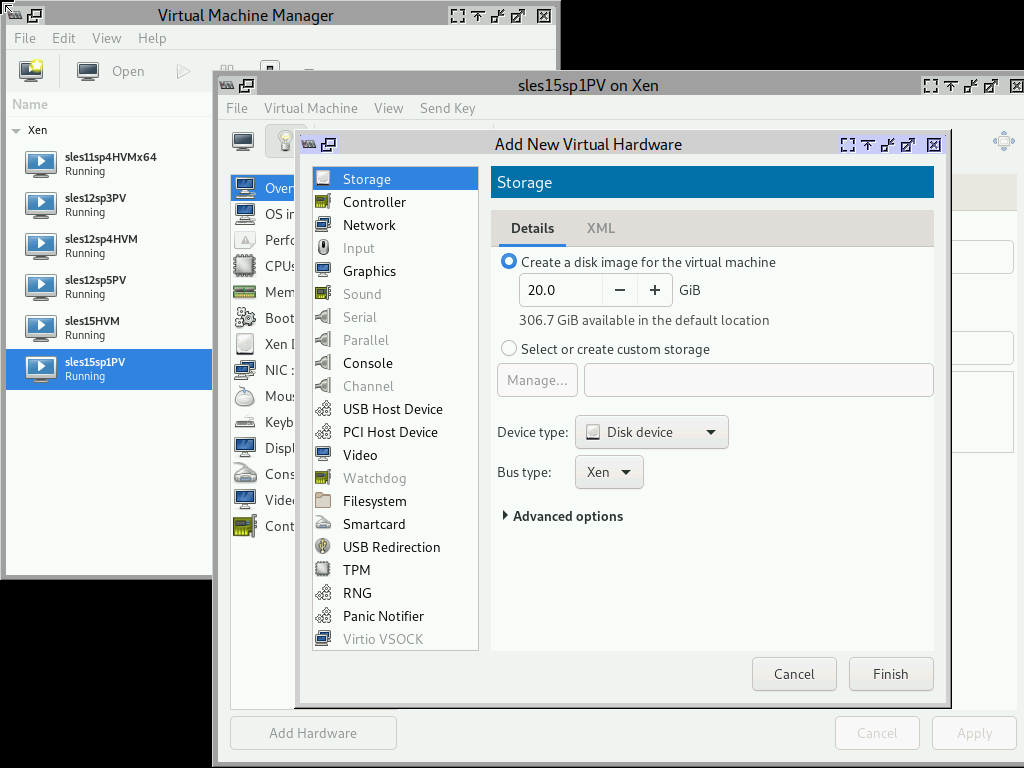 Virtual Machine Manager
File Edit View Help
Open
Name
Xen
sles11sp4HVMx64
Running
sles12sp3PV
Running
sles12sp4HVM
Running
sles12sp5PV
Running
sles15HVM
Running
sles15sp1PV
Running
sles15sp1PV on Xen
File Virtual Machine View Send Key
Over
OS in
Perfo
CPUs
Mem
Boot
Xen D
NIC :
Mous
Keyb
Displ
Cons
Video
Cont
Add Hardware
Cancel
Apply
Add New Virtual Hardware
Storage
Controller
Network
Input
Graphics
Sound
Serial
Parallel
Console
Channel
USB Host Device
PCI Host Device
Video
Watchdog
Filesystem
Smartcard
USB Redirection
TPM
RNG
Panic Notifier
Virtio VSOCK
Storage
Details XML
Create a disk image for the virtual machine
20.0 − + GiB
306.7 GiB available in the default location
Select or create custom storage
Manage...
Device type: Disk device
Bus type: Xen
Advanced options
Cancel Finish